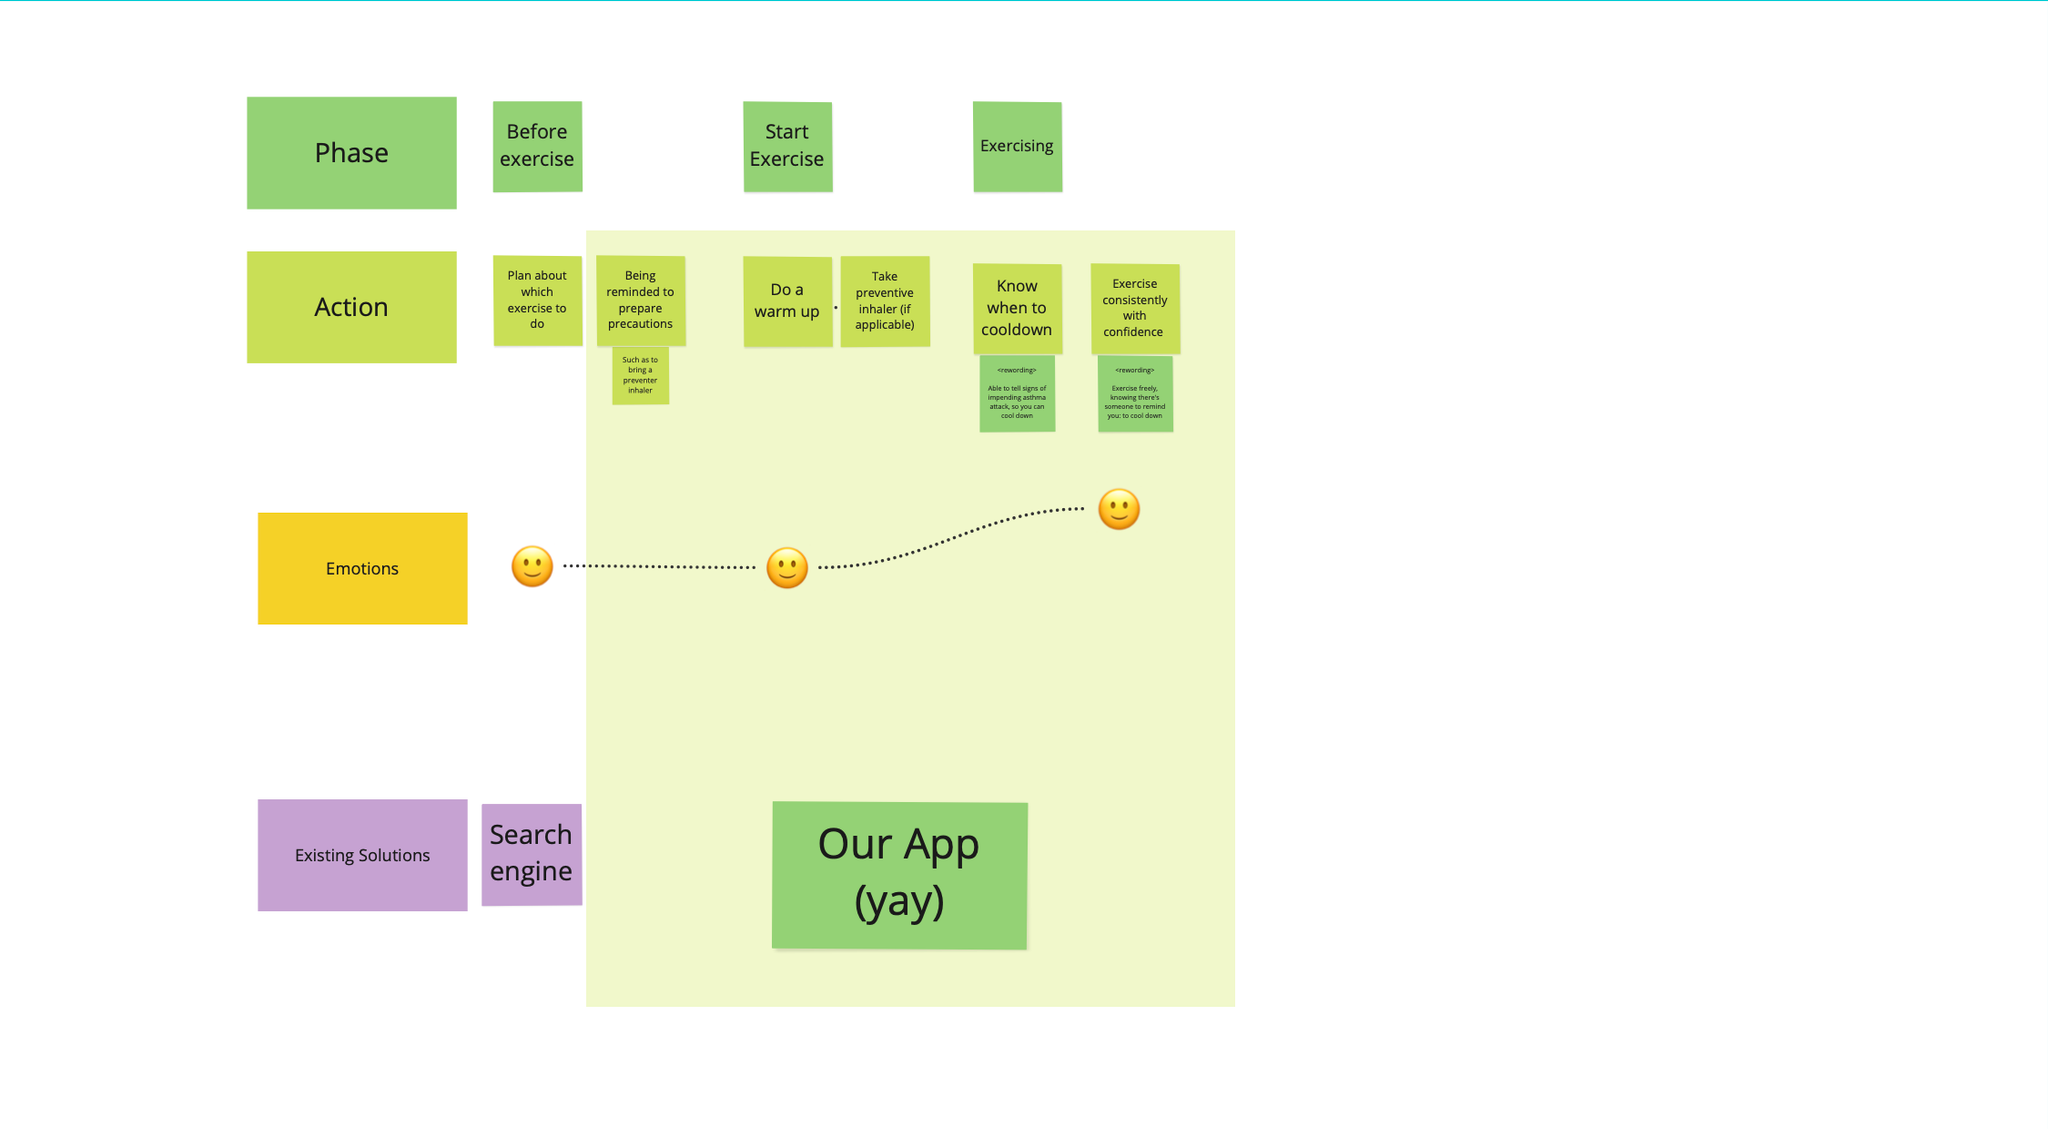 Phase
Before
exercise
Start
Exercise
Exercising
Action
Plan about
which
exercise to
do
Being
reminded to
prepare
precautions
Such as to
bring a
preventer
inhaler
Do a
warm up
Take
preventive
inhaler (if
applicable)
Know
when to
cooldown
<rewording>
Able to tell signs of
impending asthma
attack, so you can
cool down
Exercise
consistently
with
confidence
<rewording>
Exercise freely,
knowing there's
someone to remind
you: to cool down
Emotions
Existing Solutions
Search
engine
Our App
(yay)